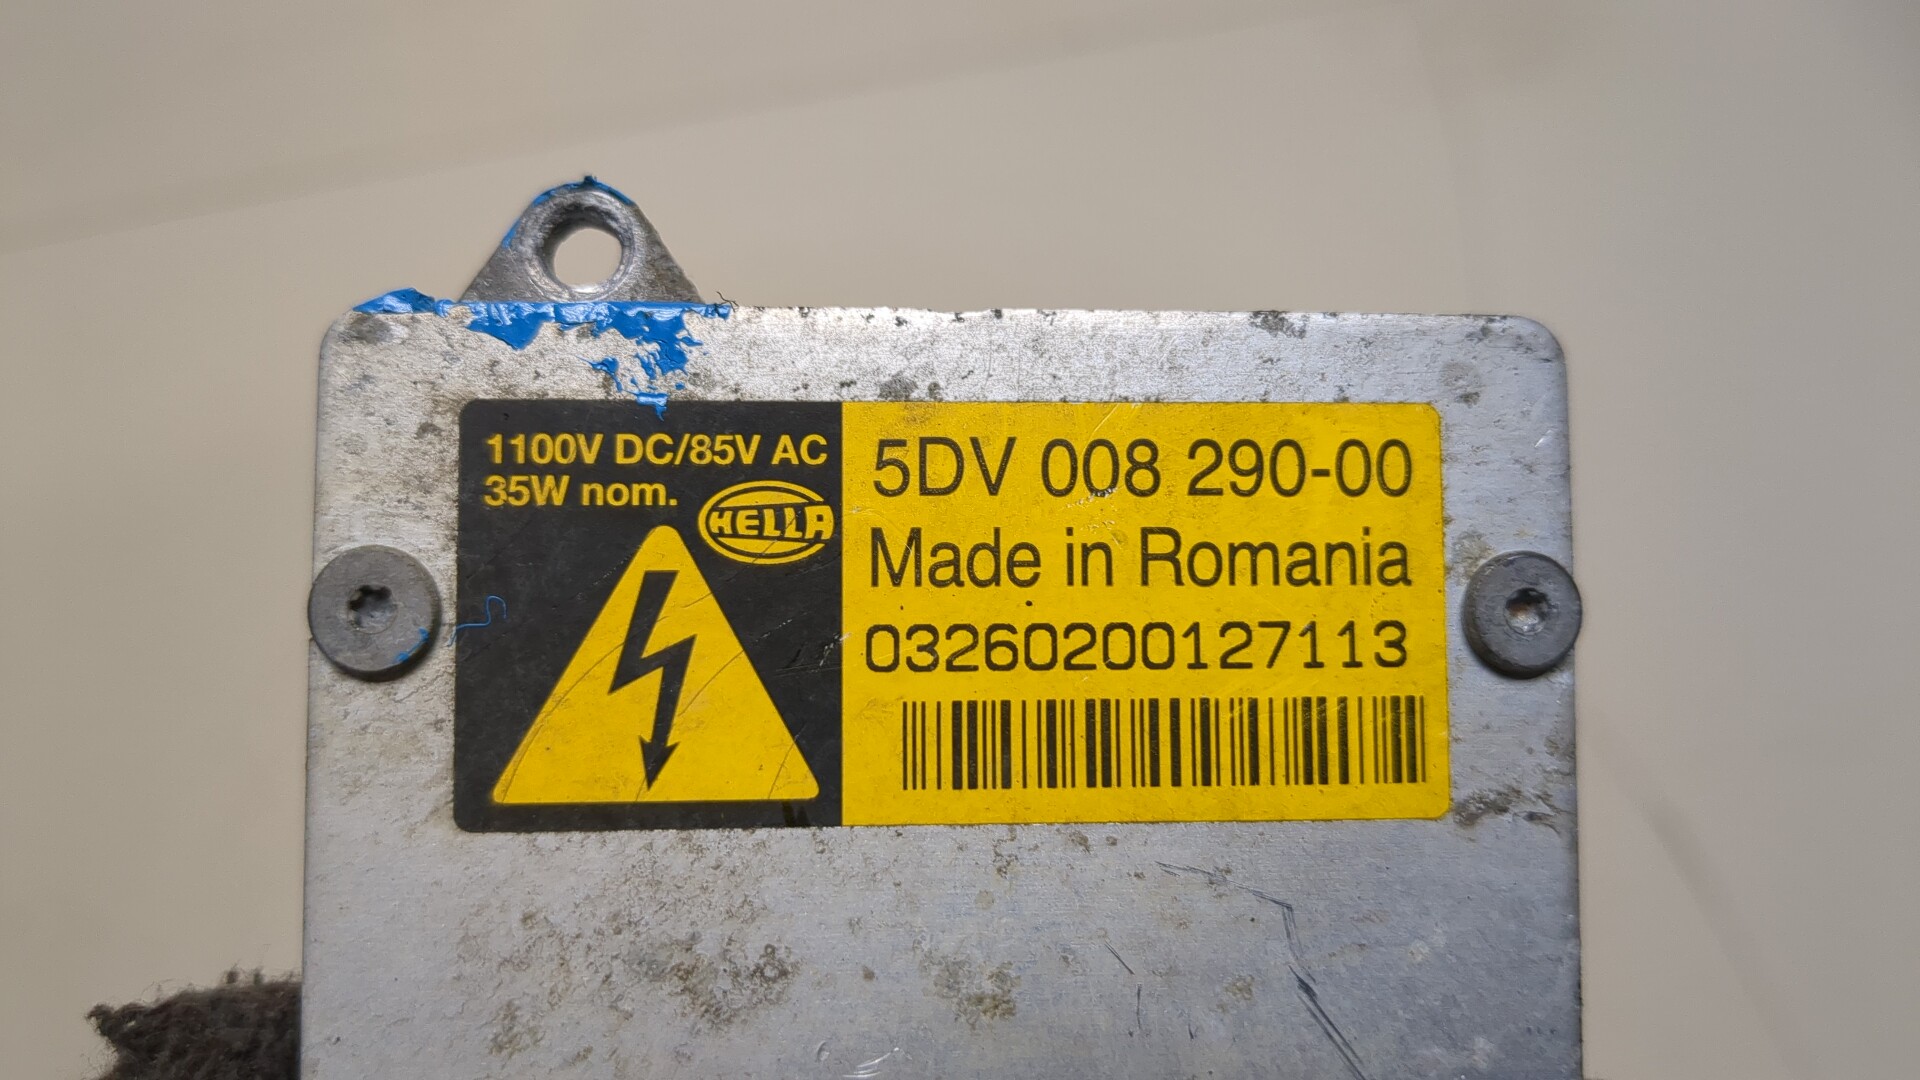 1100V DC/85V AC
35W nom.
HELLA
5DV 008 290-00
Made in Romania
03260200127113